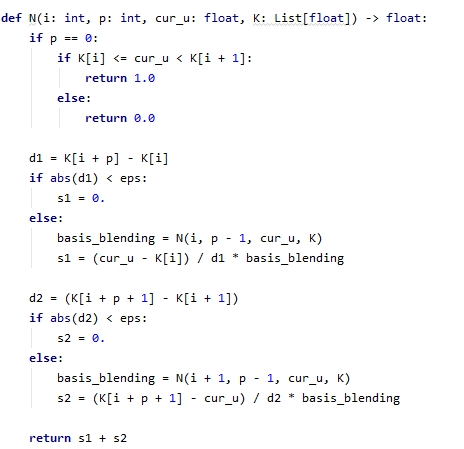 def N(i: int, p: int, cur_u: float, K: List[float]) -> float:
    if p == 0:
        if K[i] <= cur_u < K[i + 1]:
            return 1.0
        else:
            return 0.0

    d1 = K[i + p] - K[i]
    if abs(d1) < eps:
        s1 = 0.
    else:
        basis_blending = N(i, p - 1, cur_u, K)
        s1 = (cur_u - K[i]) / d1 * basis_blending

    d2 = (K[i + p + 1] - K[i + 1])
    if abs(d2) < eps:
        s2 = 0.
    else:
        basis_blending = N(i + 1, p - 1, cur_u, K)
        s2 = (K[i + p + 1] - cur_u) / d2 * basis_blending

    return s1 + s2